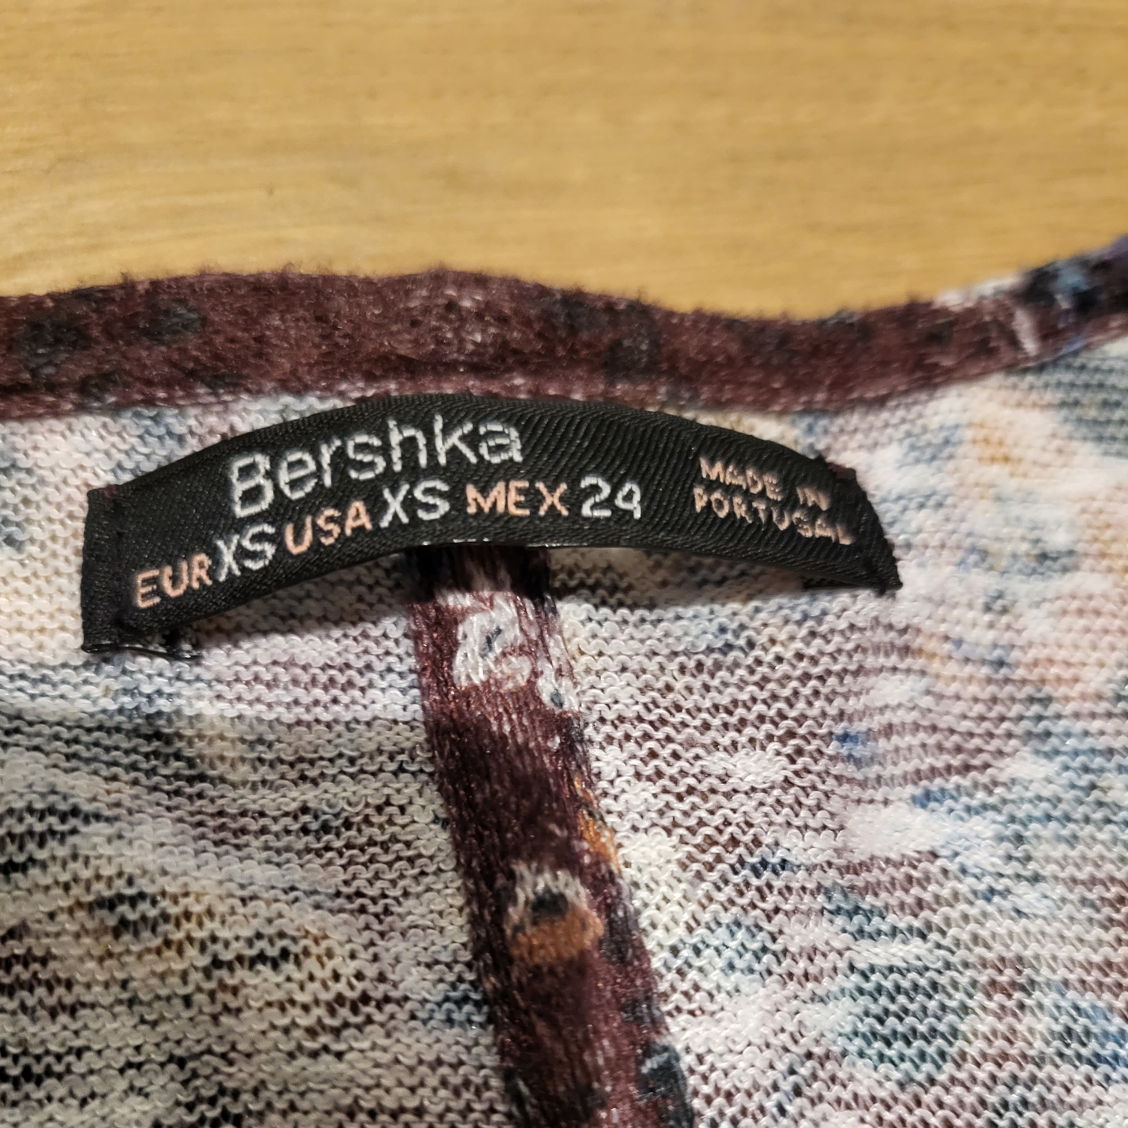 Bershka
EUR XS USA XS MEX 24
MADE IN
PORTUGAL